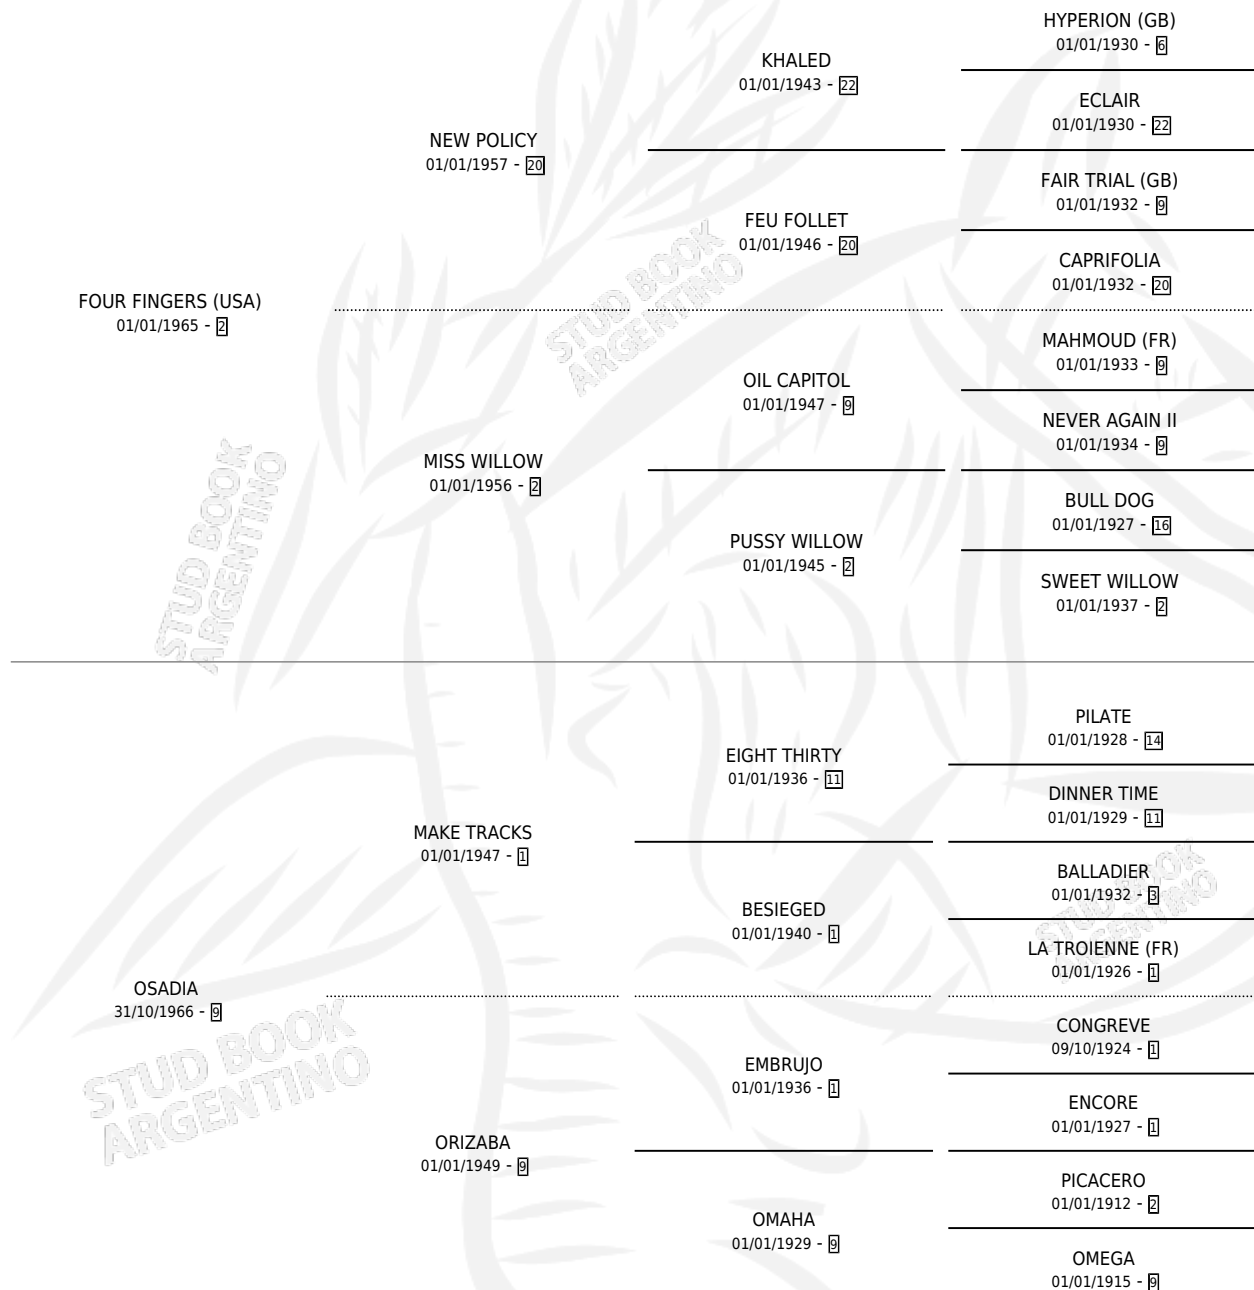 HYPERION (GB)
01/01/1930 - 6
KHALED
01/01/1943 - 22
ECLAIR
01/01/1930 - 22
NEW POLICY
01/01/1957 - 20
FAIR TRIAL (GB)
01/01/1932 - 9
FEU FOLLET
01/01/1946 - 20
CAPRIFOLIA
01/01/1932 - 20
FOUR FINGERS (USA)
01/01/1965 - 2
MAHMOUD (FR)
01/01/1933 - 9
OIL CAPITOL
01/01/1947 - 9
NEVER AGAIN II
01/01/1934 - 9
MISS WILLOW
01/01/1956 - 2
BULL DOG
01/01/1927 - 16
PUSSY WILLOW
01/01/1945 - 2
SWEET WILLOW
01/01/1937 - 2
PILATE
01/01/1928 - 14
EIGHT THIRTY
01/01/1936 - 11
DINNER TIME
01/01/1929 - 11
MAKE TRACKS
01/01/1947 - 1
BALLADIER
01/01/1932 - 3
BESIEGED
01/01/1940 - 1
LA TROIENNE (FR)
01/01/1926 - 1
OSADIA
31/10/1966 - 9
CONGREVE
09/10/1924 - 1
EMBRUJO
01/01/1936 - 1
ENCORE
01/01/1927 - 1
ORIZABA
01/01/1949 - 9
PICACERO
01/01/1912 - 2
OMAHA
01/01/1929 - 9
OMEGA
01/01/1915 - 9
STUD BOOK
ARGENTINO
STUD BOOK
ARGENTINO
STUD BOOK
ARGENTINO
STUD BOOK
ARGENTINO